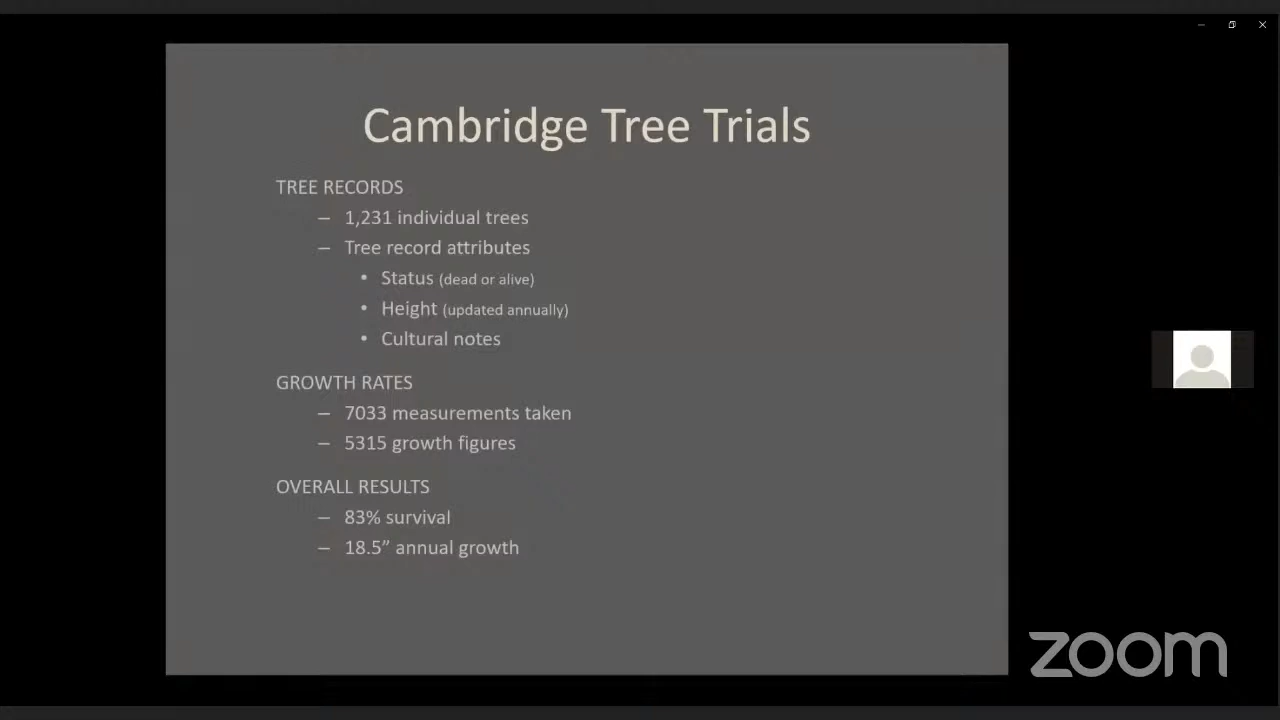 Cambridge Tree Trials
TREE RECORDS
– 1,231 individual trees
– Tree record attributes
• Status (dead or alive)
• Height (updated annually)
• Cultural notes
GROWTH RATES
– 7033 measurements taken
– 5315 growth figures
OVERALL RESULTS
– 83% survival
– 18.5” annual growth
zoom